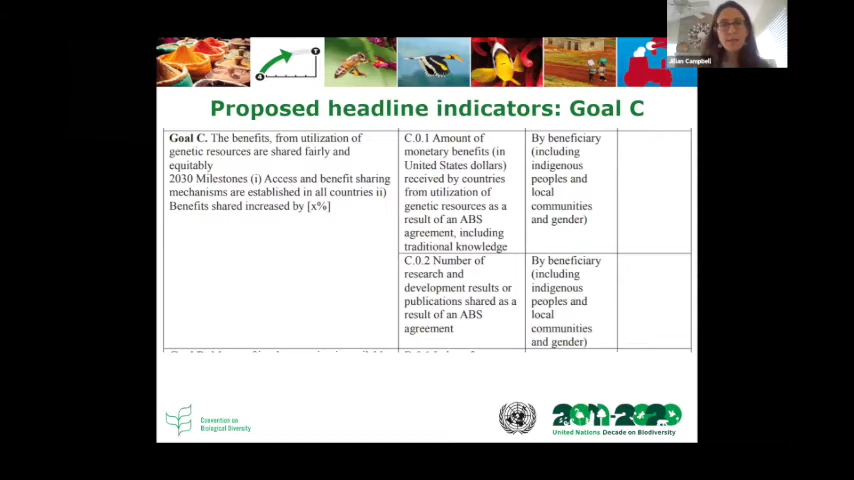 Jilian Campbell
Proposed headline indicators: Goal C
Goal C. The benefits, from utilization of
genetic resources are shared fairly and
equitably
2030 Milestones (i) Access and benefit sharing
mechanisms are established in all countries ii)
Benefits shared increased by [x%]
C.0.1 Amount of
monetary benefits (in
United States dollars)
received by countries
from utilization of
genetic resources as a
result of an ABS
agreement, including
traditional knowledge
By beneficiary
(including
indigenous
peoples and
local
communities
and gender)
C.0.2 Number of
research and
development results or
publications shared as a
result of an ABS
agreement
By beneficiary
(including
indigenous
peoples and
local
communities
and gender)
Convention on
Biological Diversity
2011-2020
United Nations Decade on Biodiversity